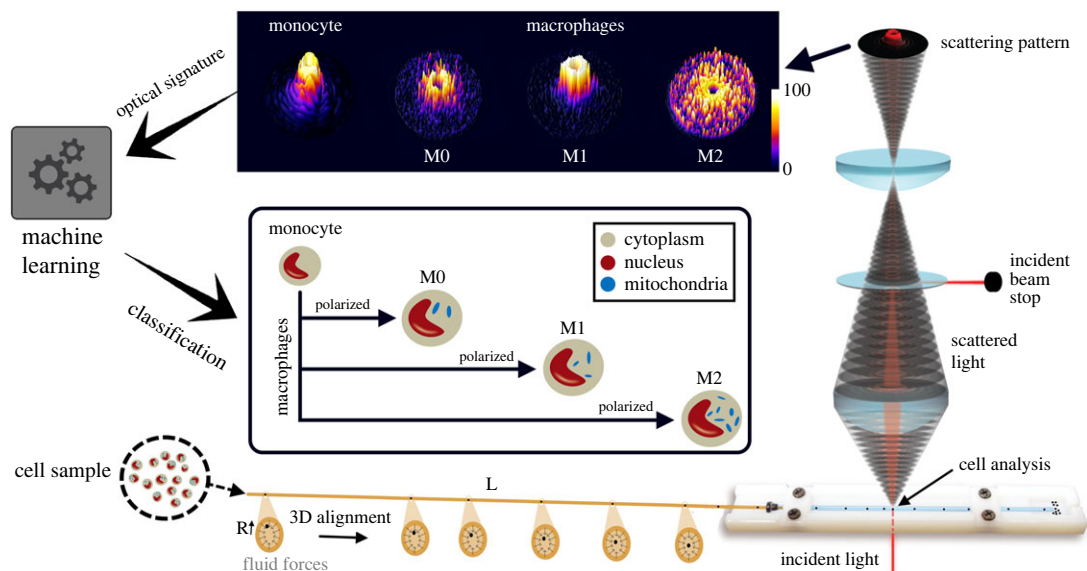 monocyte
macrophages
M0
M1
M2
100
0
scattering pattern
optical signature
machine
learning
classification
monocyte
cytoplasm
nucleus
mitochondria
macrophages
polarized
M0
polarized
M1
polarized
M2
incident
beam
stop
scattered
light
cell sample
L
R
3D alignment
fluid forces
cell analysis
incident light